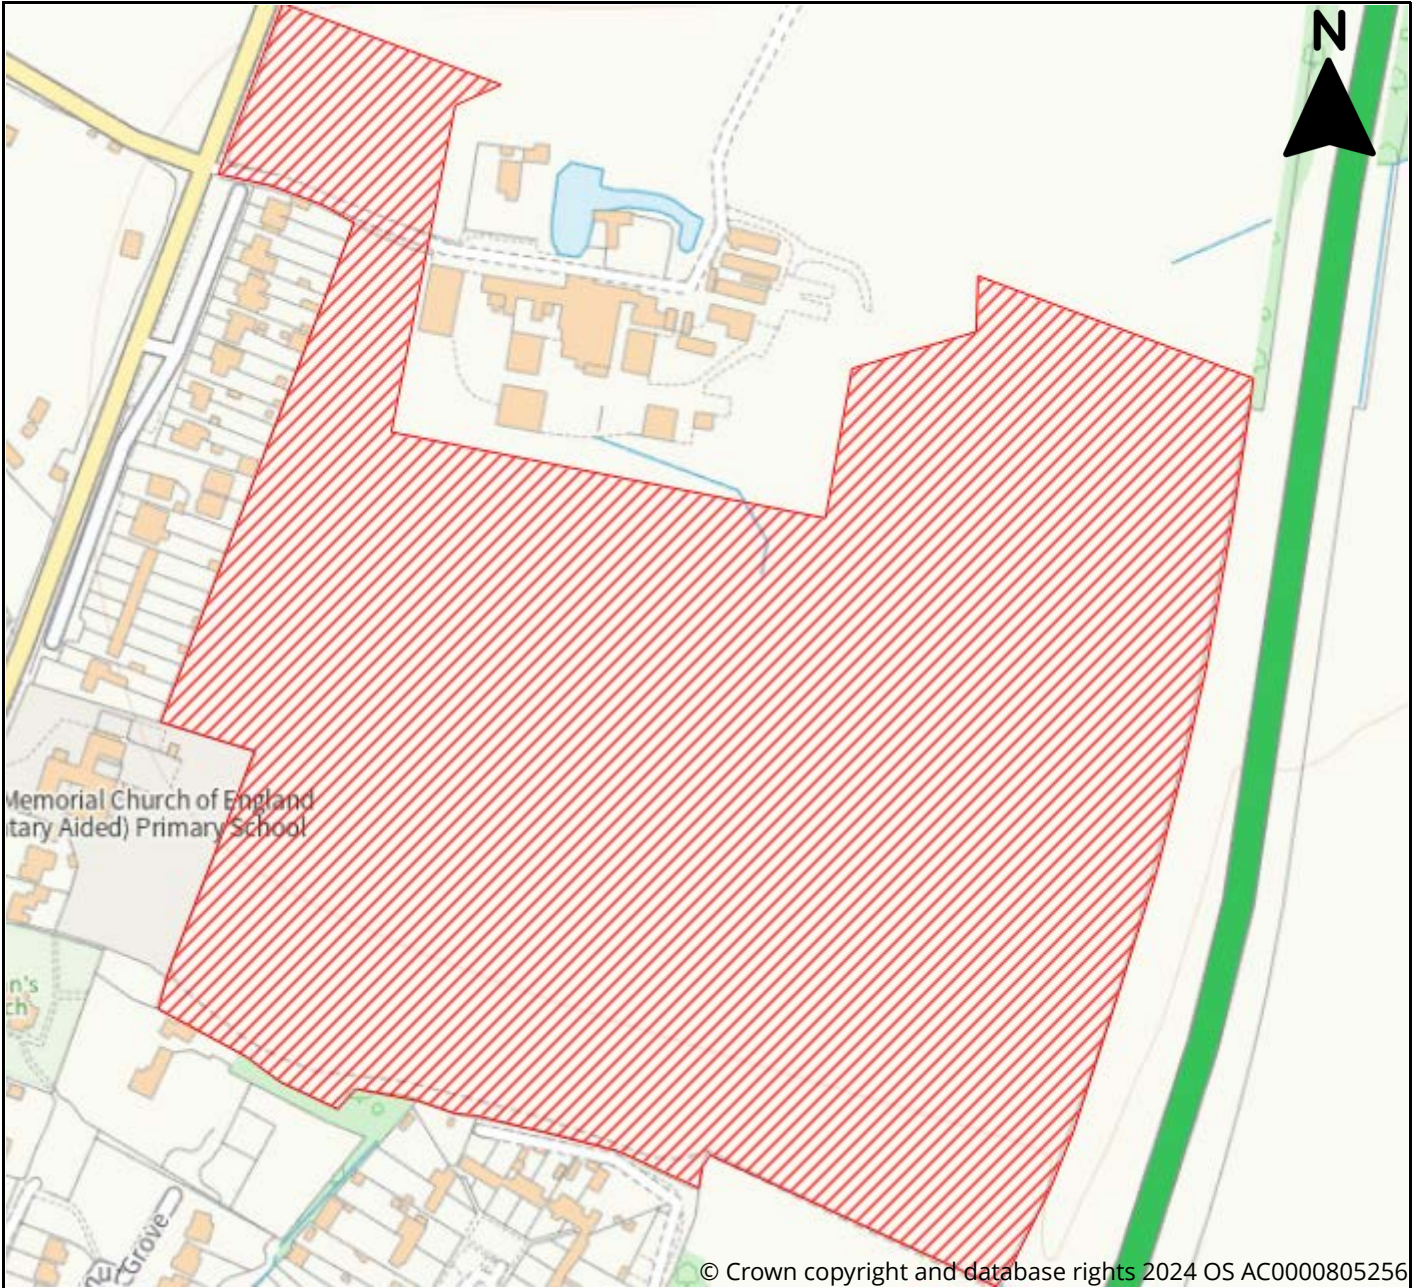 N
Memorial Church of England
tary Aided) Primary School
n's
ch
Grove
© Crown copyright and database rights 2024 OS AC0000805256